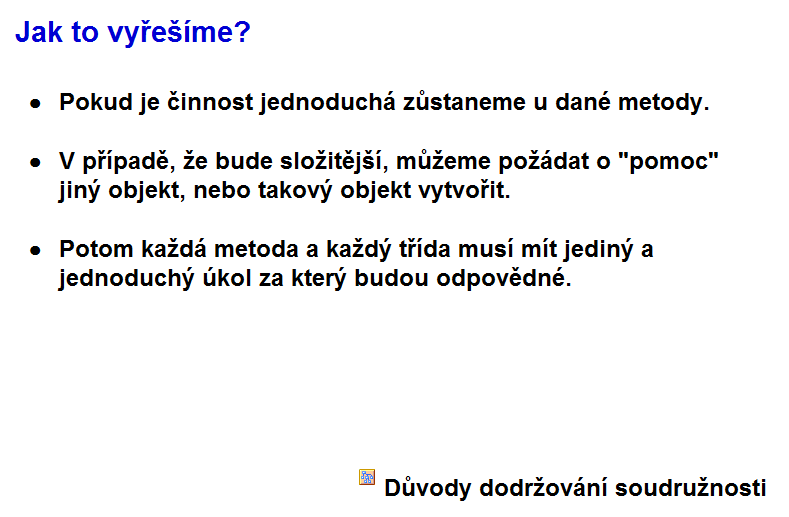 Jak to vyřešíme?
● Pokud je činnost jednoduchá zůstaneme u dané metody.
● V případě, že bude složitější, můžeme požádat o "pomoc"
jiný objekt, nebo takový objekt vytvořit.
● Potom každá metoda a každý třída musí mít jediný a
jednoduchý úkol za který budou odpovědné.
Důvody dodržování soudružnosti